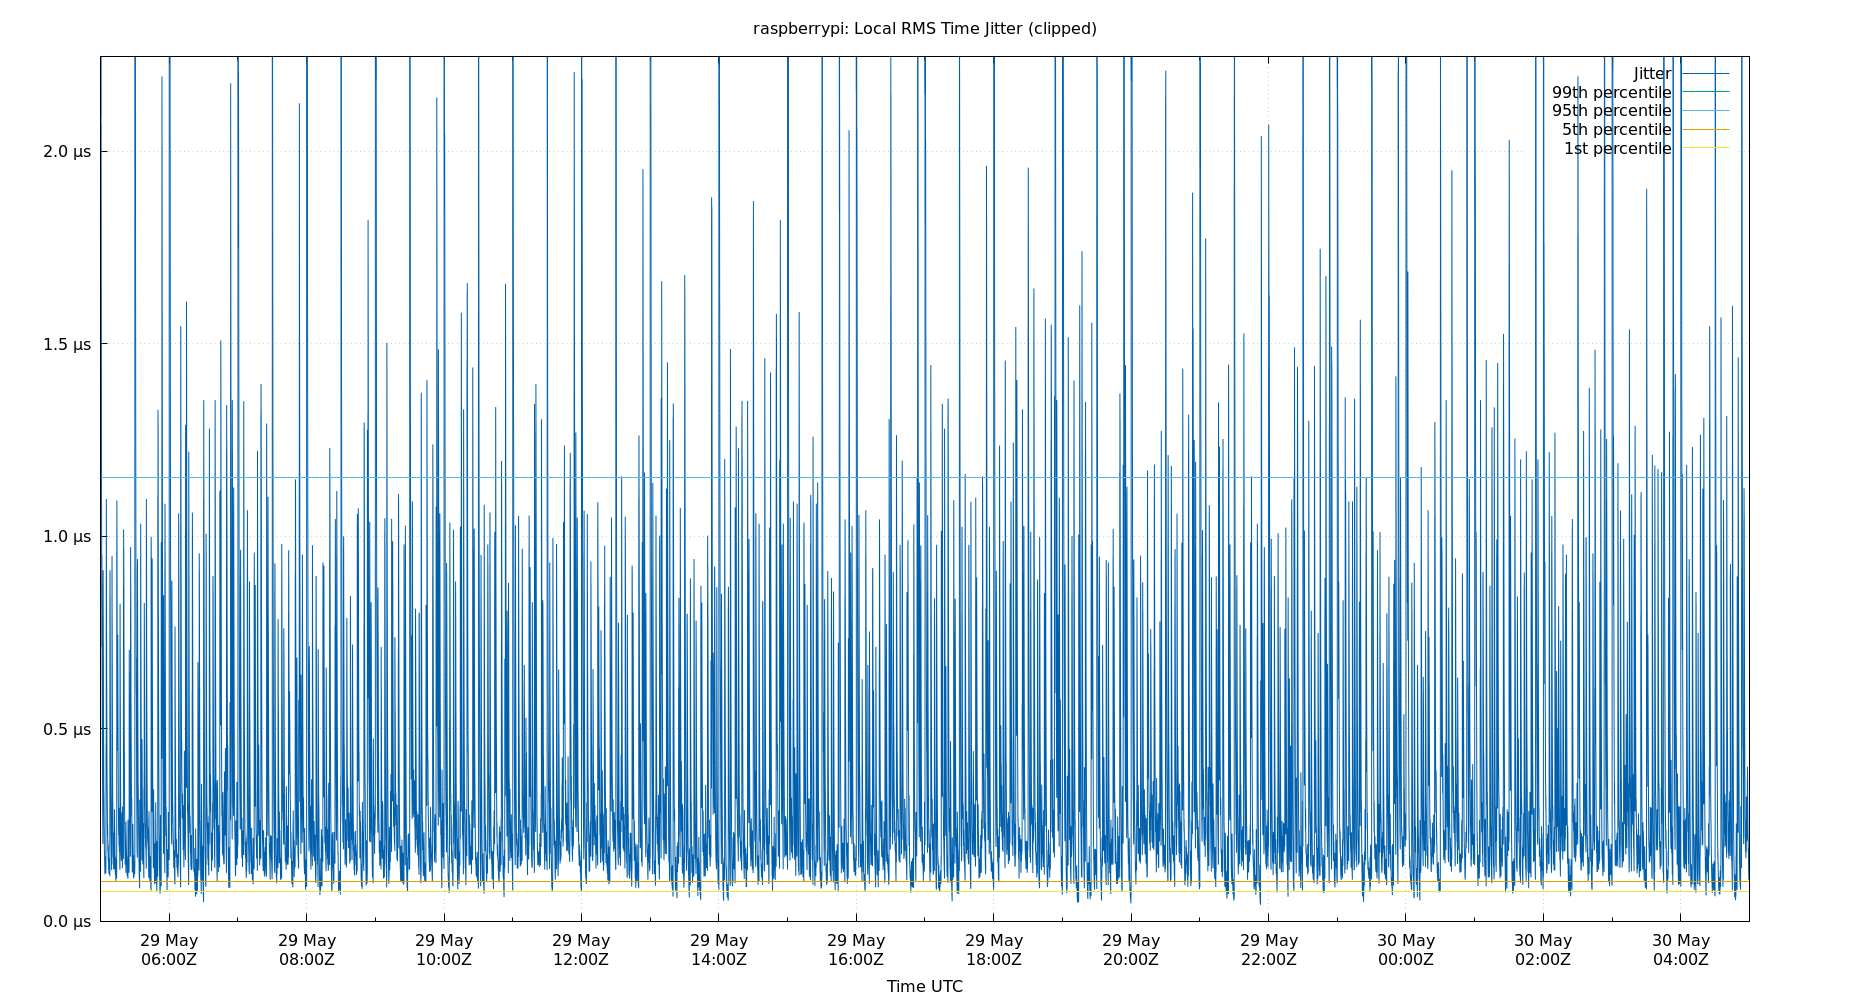 raspberrypi: Local RMS Time Jitter (clipped)
Jitter
99th percentile
95th percentile
5th percentile
1st percentile
2.0 µs
1.5 µs
1.0 µs
0.5 µs
0.0 µs
29 May 29 May 29 May 29 May 29 May 29 May 29 May 29 May 29 May 30 May 30 May 30 May
06:00Z 08:00Z 10:00Z 12:00Z 14:00Z 16:00Z 18:00Z 20:00Z 22:00Z 00:00Z 02:00Z 04:00Z
Time UTC